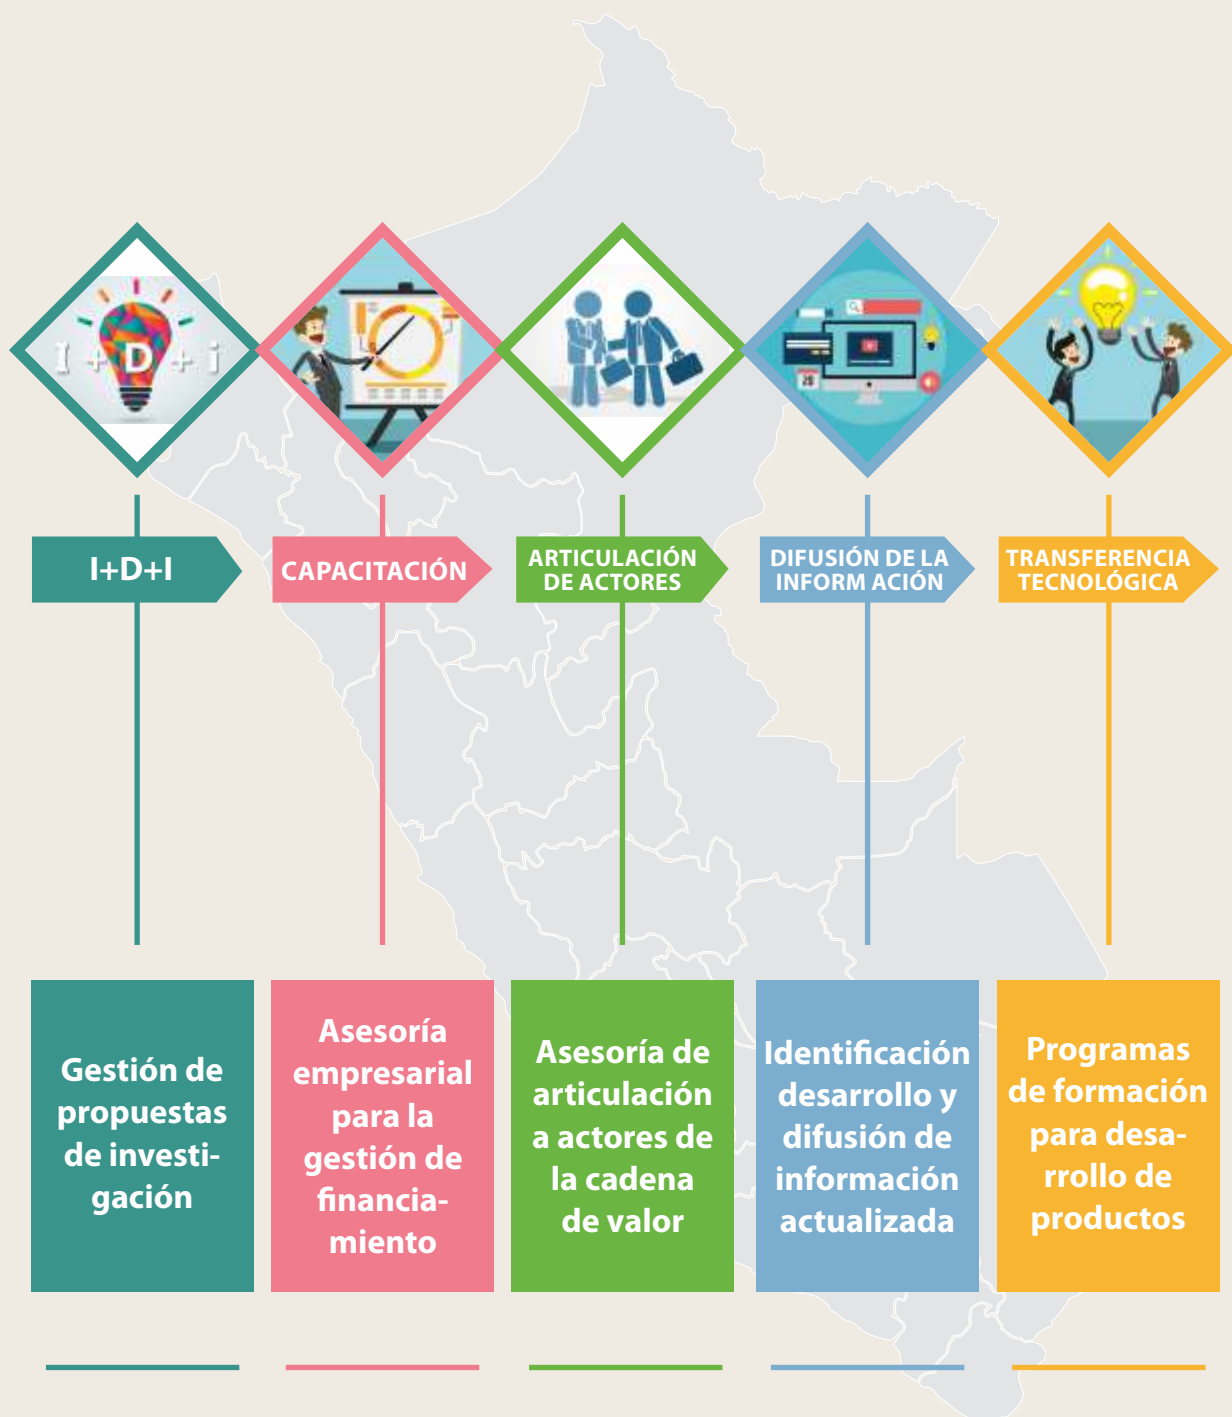 I + D + i
I+D+I
CAPACITACIÓN
ARTICULACIÓN
DE ACTORES
DIFUSIÓN DE LA
INFORM ACIÓN
TRANSFERENCIA
TECNOLÓGICA
Gestión de
propuestas
de investi-
gación
Asesoría
empresarial
para la
gestión de
financia-
miento
Asesoría de
articulación
a actores de
la cadena
de valor
Identificación
desarrollo y
difusión de
información
actualizada
Programas
de formación
para desa-
rrollo de
productos